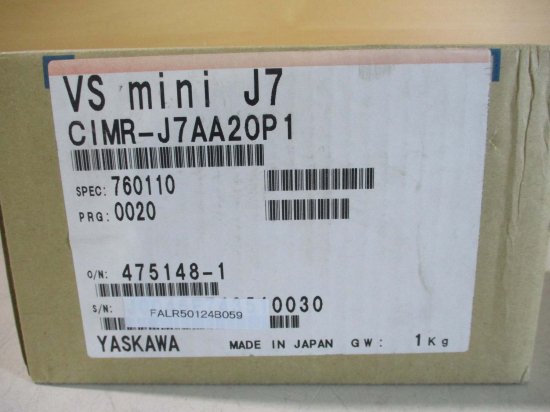 VS mini J7
CIMR-J7AA20P1
SPEC: 760110
PRG: 0020
O/N: 475148-1
S/N: 0030
FALR50124B059
YASKAWA MADE IN JAPAN GW: 1Kg